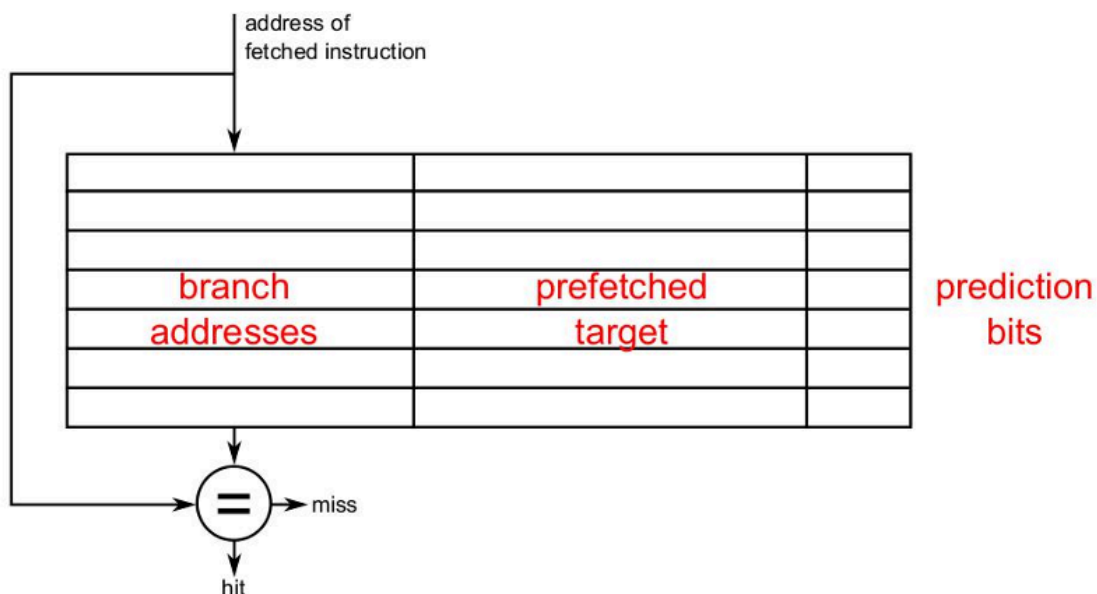 address of
fetched instruction
branch
addresses
prefetched
target
prediction
bits
=
miss
hit